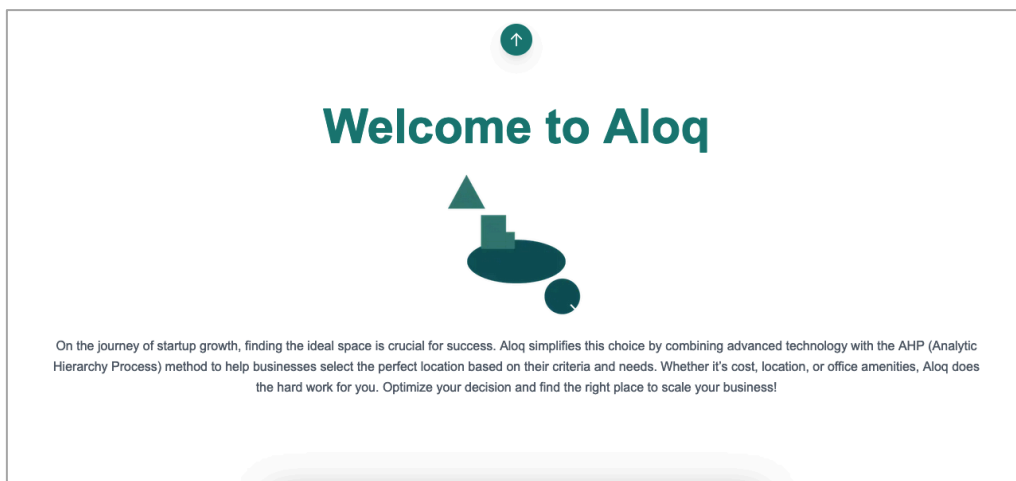 Welcome to Aloq
On the journey of startup growth, finding the ideal space is crucial for success. Aloq simplifies this choice by combining advanced technology with the AHP (Analytic
Hierarchy Process) method to help businesses select the perfect location based on their criteria and needs. Whether it's cost, location, or office amenities, Aloq does
the hard work for you. Optimize your decision and find the right place to scale your business!